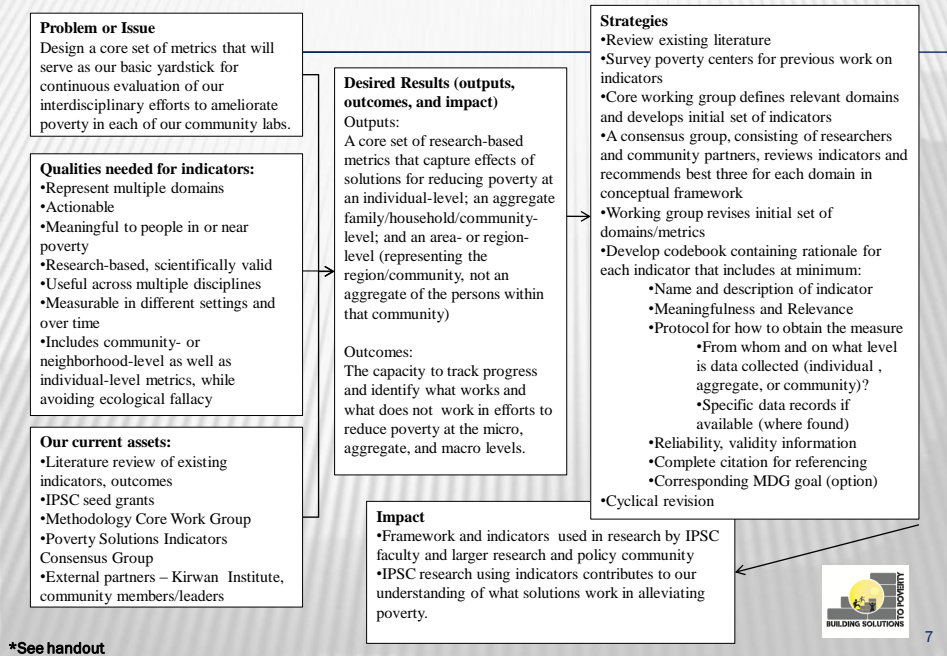 Problem or Issue
Design a core set of metrics that will
serve as our basic yardstick for
continuous evaluation of our
interdisciplinary efforts to ameliorate
poverty in each of our community labs.
Qualities needed for indicators:
•Represent multiple domains
•Actionable
•Meaningful to people in or near
poverty
•Research-based, scientifically valid
•Useful across multiple disciplines
•Measurable in different settings and
over time
•Includes community- or
neighborhood-level as well as
individual-level metrics, while
avoiding ecological fallacy
Our current assets:
•Literature review of existing
indicators, outcomes
•IPSC seed grants
•Methodology Core Work Group
•Poverty Solutions Indicators
Consensus Group
•External partners – Kirwan Institute,
community members/leaders
Desired Results (outputs,
outcomes, and impact)
Outputs:
A core set of research-based
metrics that capture effects of
solutions for reducing poverty at
an individual-level; an aggregate
family/household/community-
level; and an area- or region-
level (representing the
region/community, not an
aggregate of the persons within
that community)
Outcomes:
The capacity to track progress
and identify what works and
what does not work in efforts to
reduce poverty at the micro,
aggregate, and macro levels.
Strategies
•Review existing literature
•Survey poverty centers for previous work on
indicators
•Core working group defines relevant domains
and develops initial set of indicators
•A consensus group, consisting of researchers
and community partners, reviews indicators and
recommends best three for each domain in
conceptual framework
•Working group revises initial set of
domains/metrics
•Develop codebook containing rationale for
each indicator that includes at minimum:
•Name and description of indicator
•Meaningfulness and Relevance
•Protocol for how to obtain the measure
•From whom and on what level
is data collected (individual ,
aggregate, or community)?
•Specific data records if
available (where found)
•Reliability, validity information
•Complete citation for referencing
•Corresponding MDG goal (option)
•Cyclical revision
Impact
•Framework and indicators used in research by IPSC
faculty and larger research and policy community
•IPSC research using indicators contributes to our
understanding of what solutions work in alleviating
poverty.
BUILDING SOLUTIONS
TO POVERTY
7
*See handout